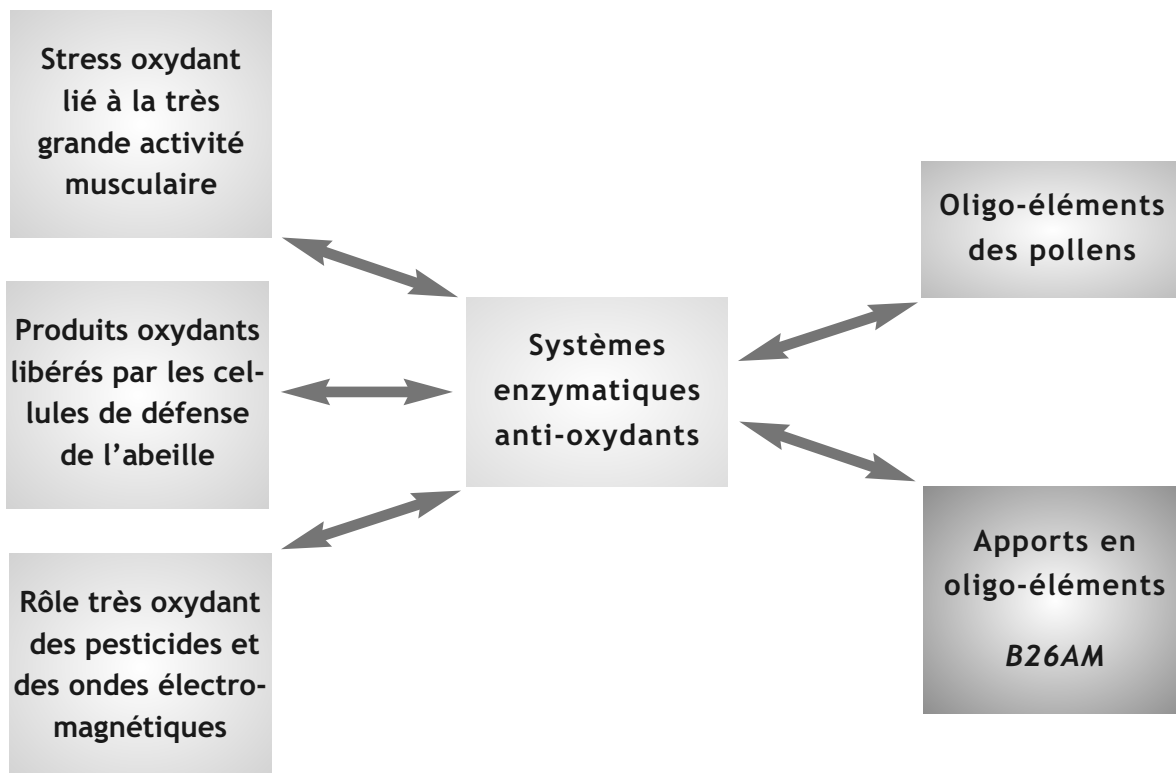 Stress oxydant
lié à la très
grande activité
musculaire
Produits oxydants
libérés par les cel-
lules de défense
de l'abeille
Rôle très oxydant
des pesticides et
des ondes électro-
magnétiques
Systèmes
enzymatiques
anti-oxydants
Oligo-éléments
des pollens
Apports en
oligo-éléments
B26AM